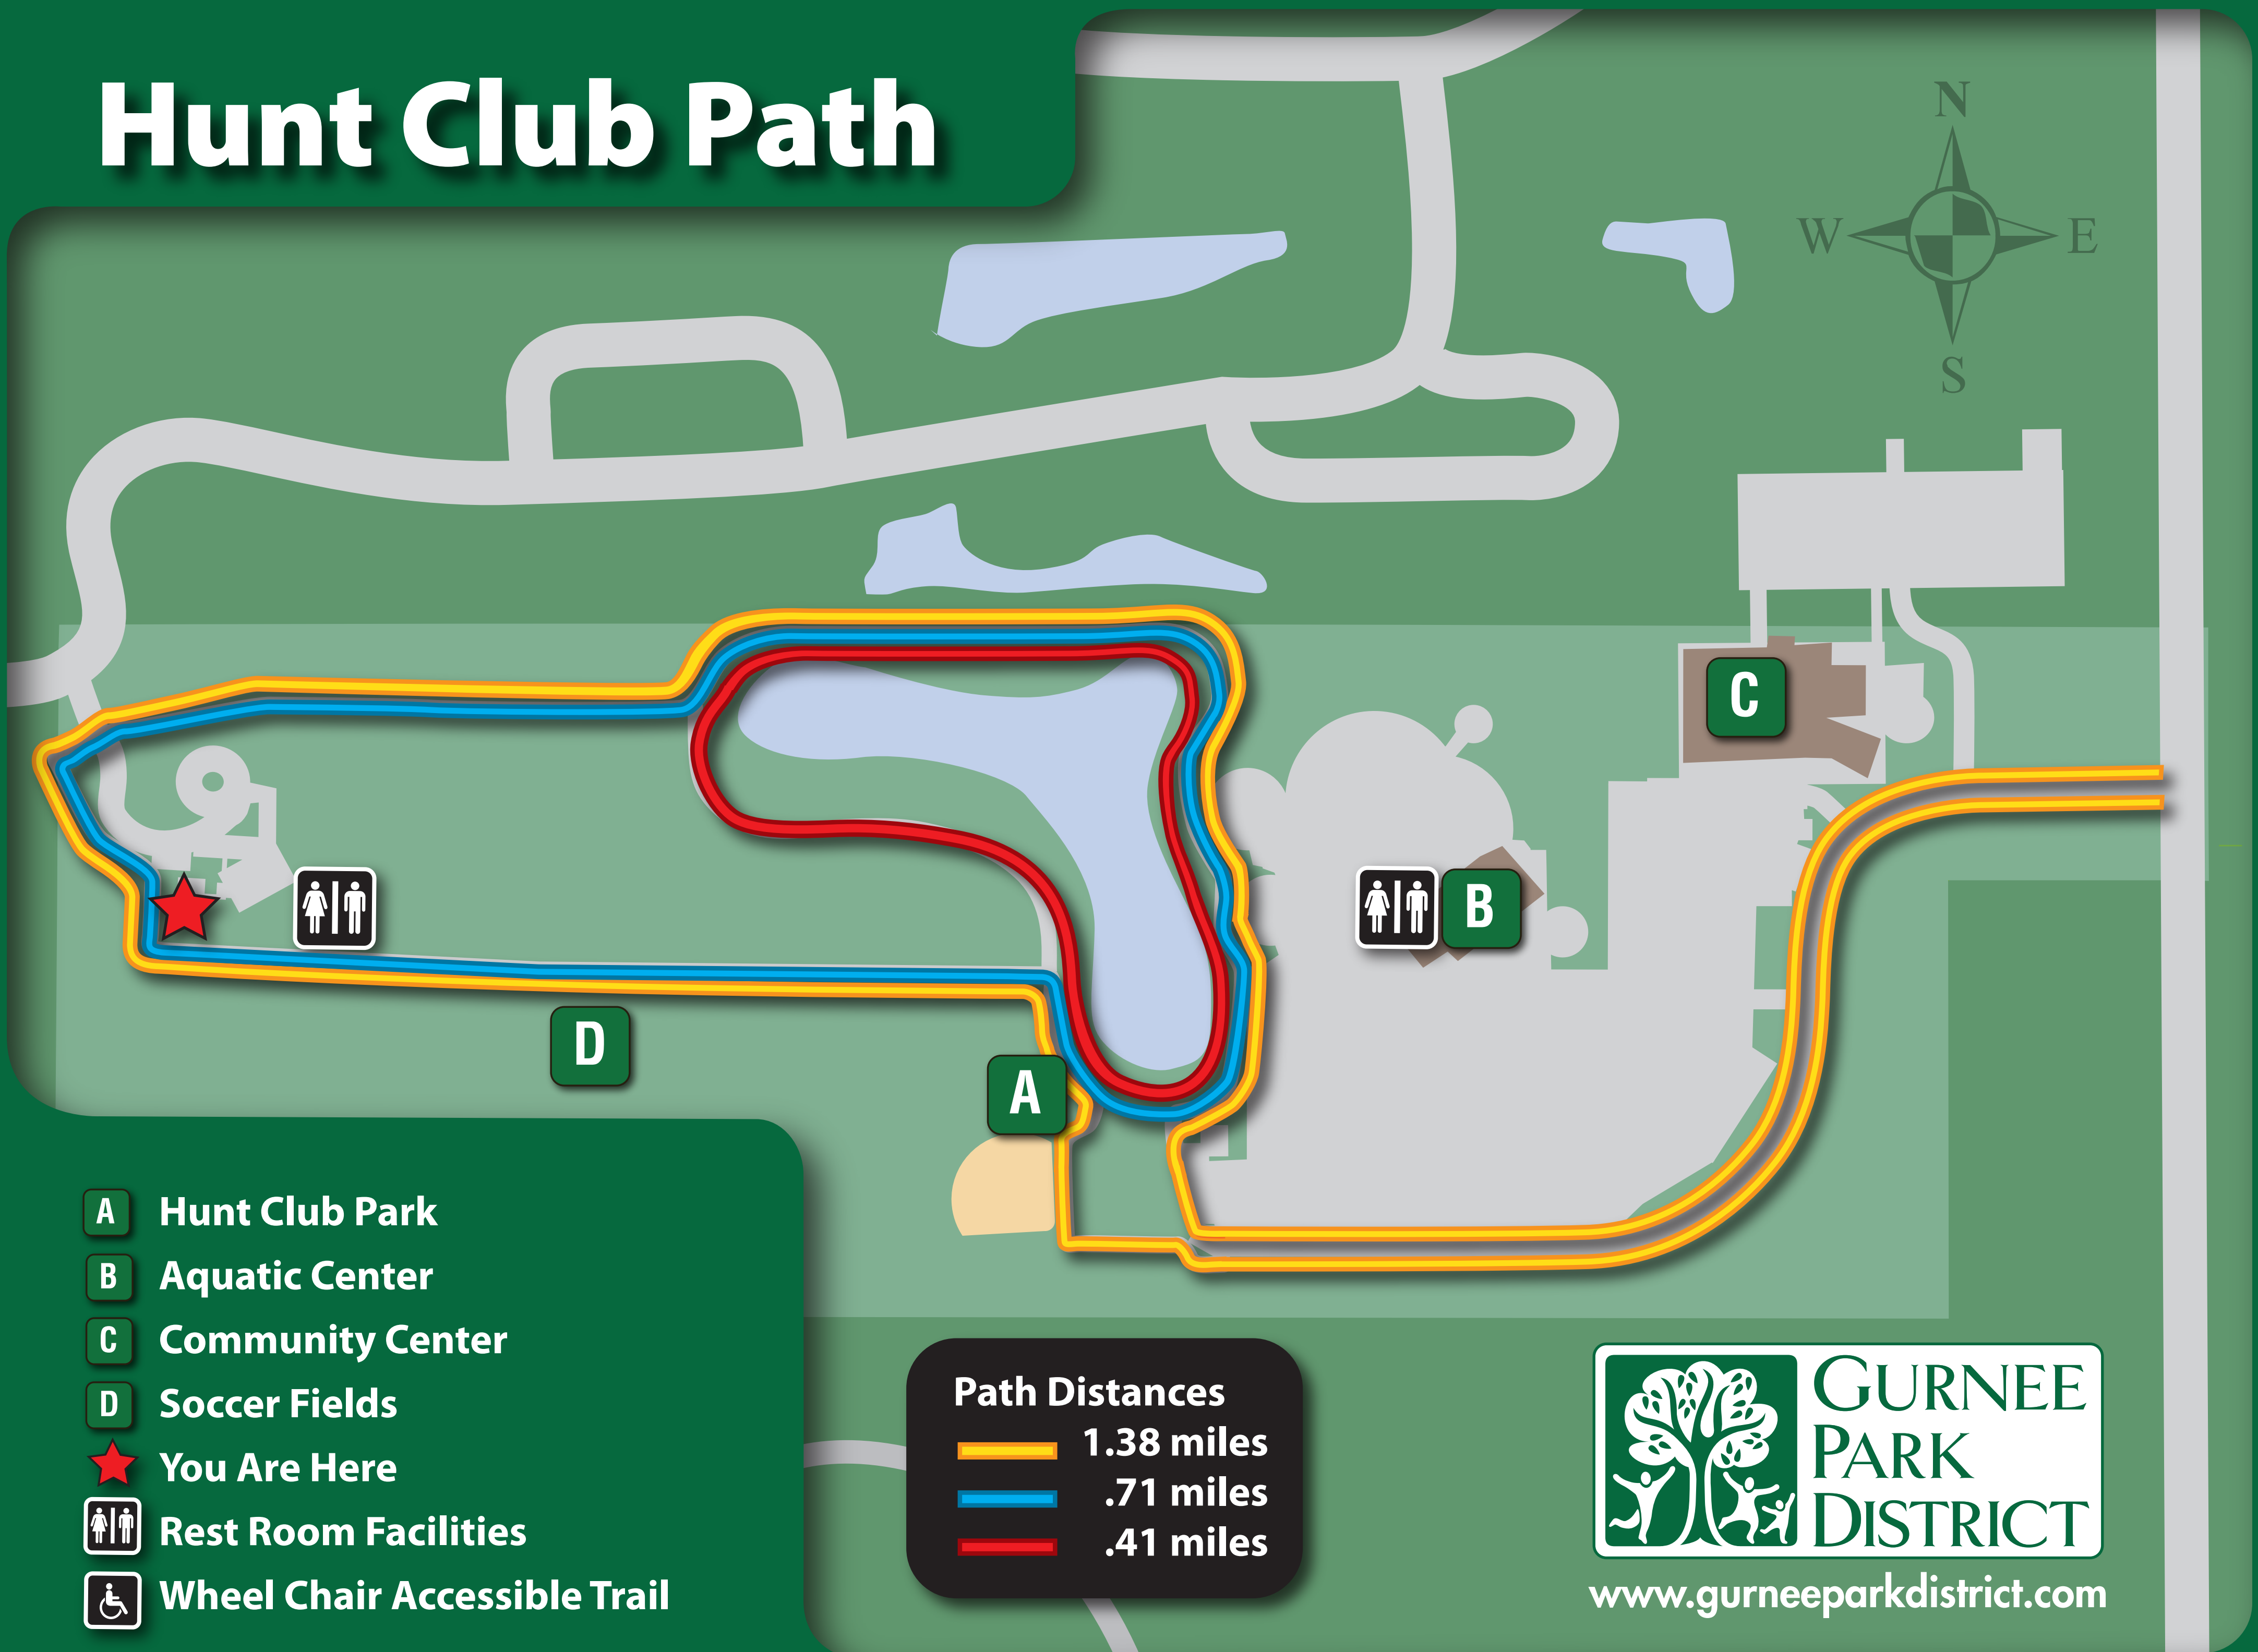 Hunt Club Path
N
W
E
S
C
B
D
A
A Hunt Club Park
B Aquatic Center
C Community Center
D Soccer Fields
You Are Here
Rest Room Facilities
Wheel Chair Accessible Trail
Path Distances
1.38 miles
.71 miles
.41 miles
GURNEE
PARK
DISTRICT
www.gurneeparkdistrict.com